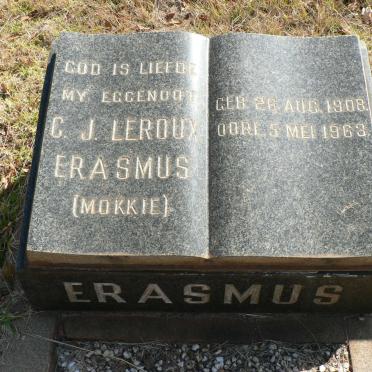 GOD IS LIEFDE
MY EGGENOOT
C. J. LEROUX
ERASMUS
(MOKKIE)
GEB. 26. AUG. 1908.
OORL. 5 MEI 1963.
ERASMUS